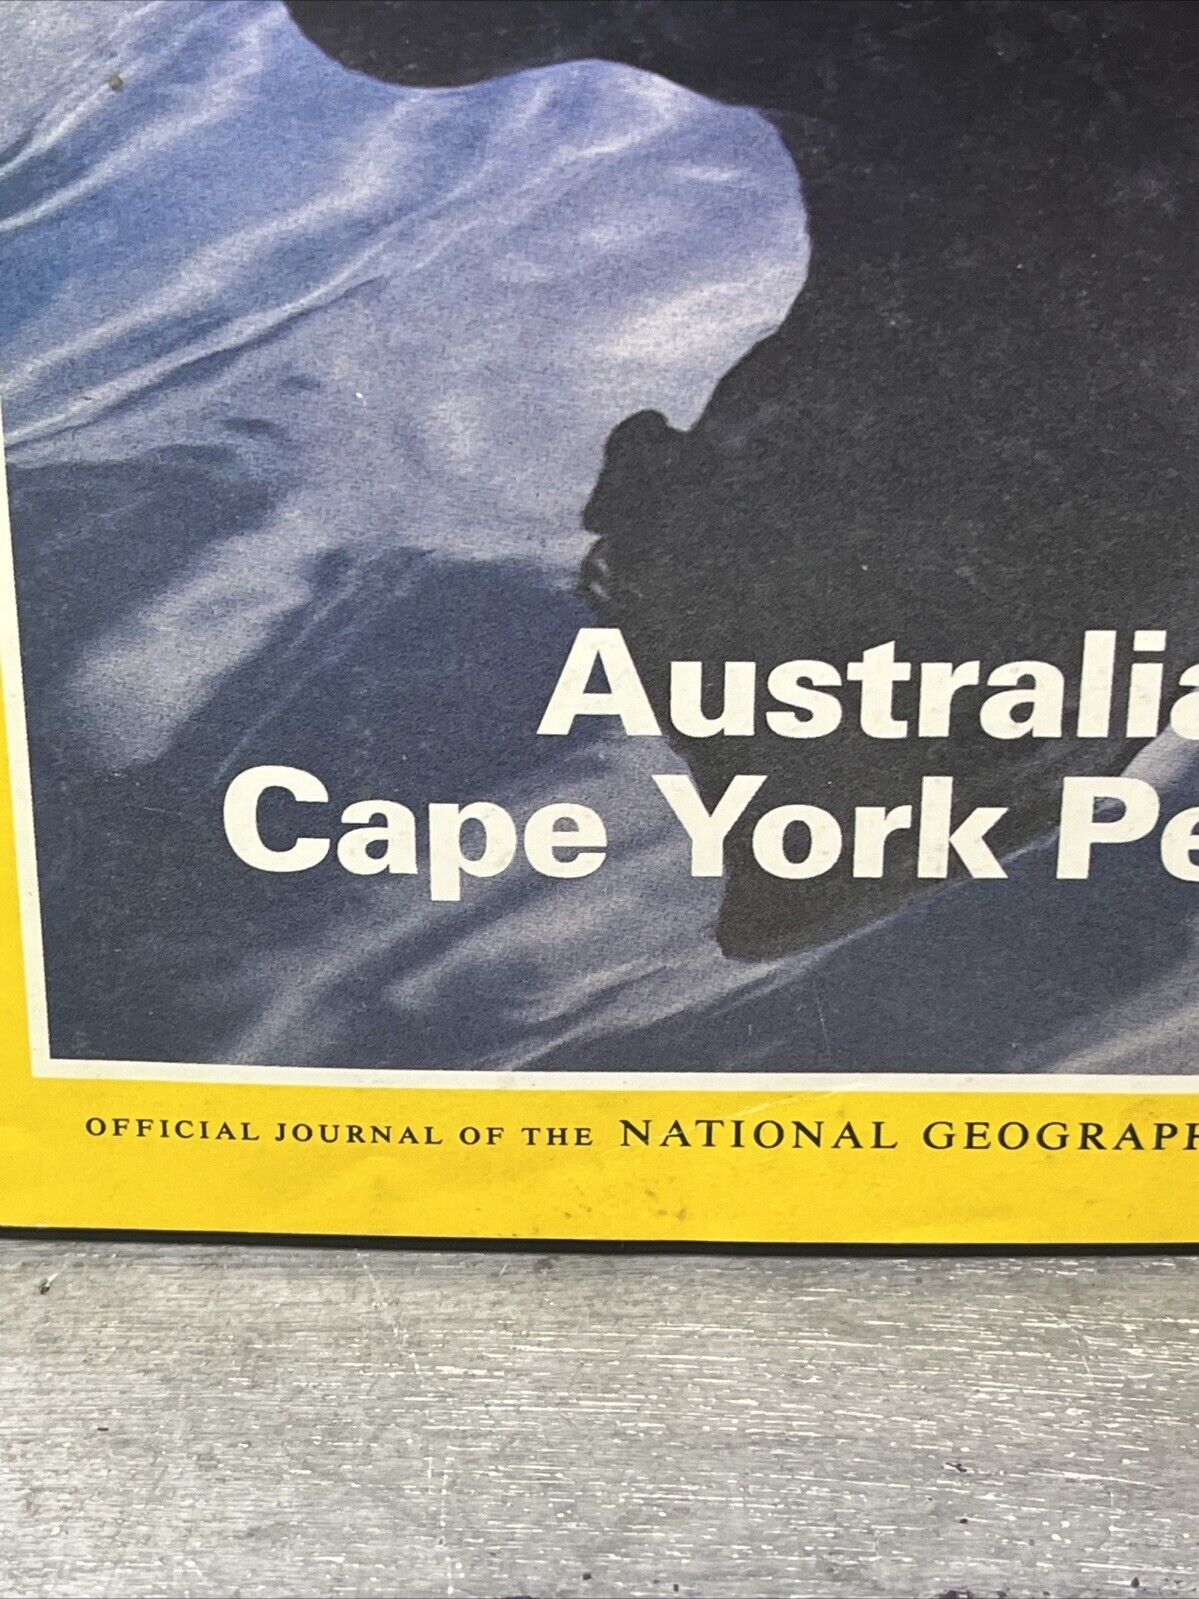 Australia
Cape York Pe
OFFICIAL JOURNAL OF THE NATIONAL GEOGRAPH